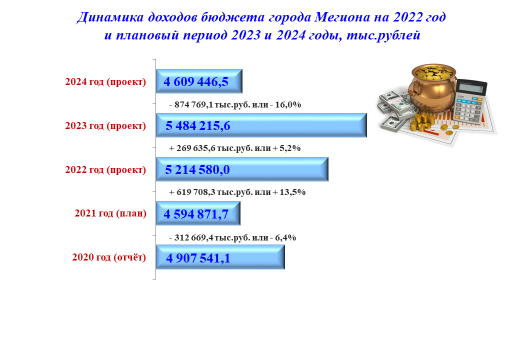 Динамика доходов бюджета города Мегиона на 2022 год
и плановый период 2023 и 2024 годы, тыс.рублей
2024 год (проект) 4 609 446,5
- 874 769,1 тыс.руб. или - 16,0%
2023 год (проект) 5 484 215,6
+ 269 635,6 тыс.руб. или + 5,2%
2022 год (проект) 5 214 580,0
+ 619 708,3 тыс.руб. или + 13,5%
2021 год (план) 4 594 871,7
- 312 669,4 тыс.руб. или - 6,4%
2020 год (отчёт) 4 907 541,1